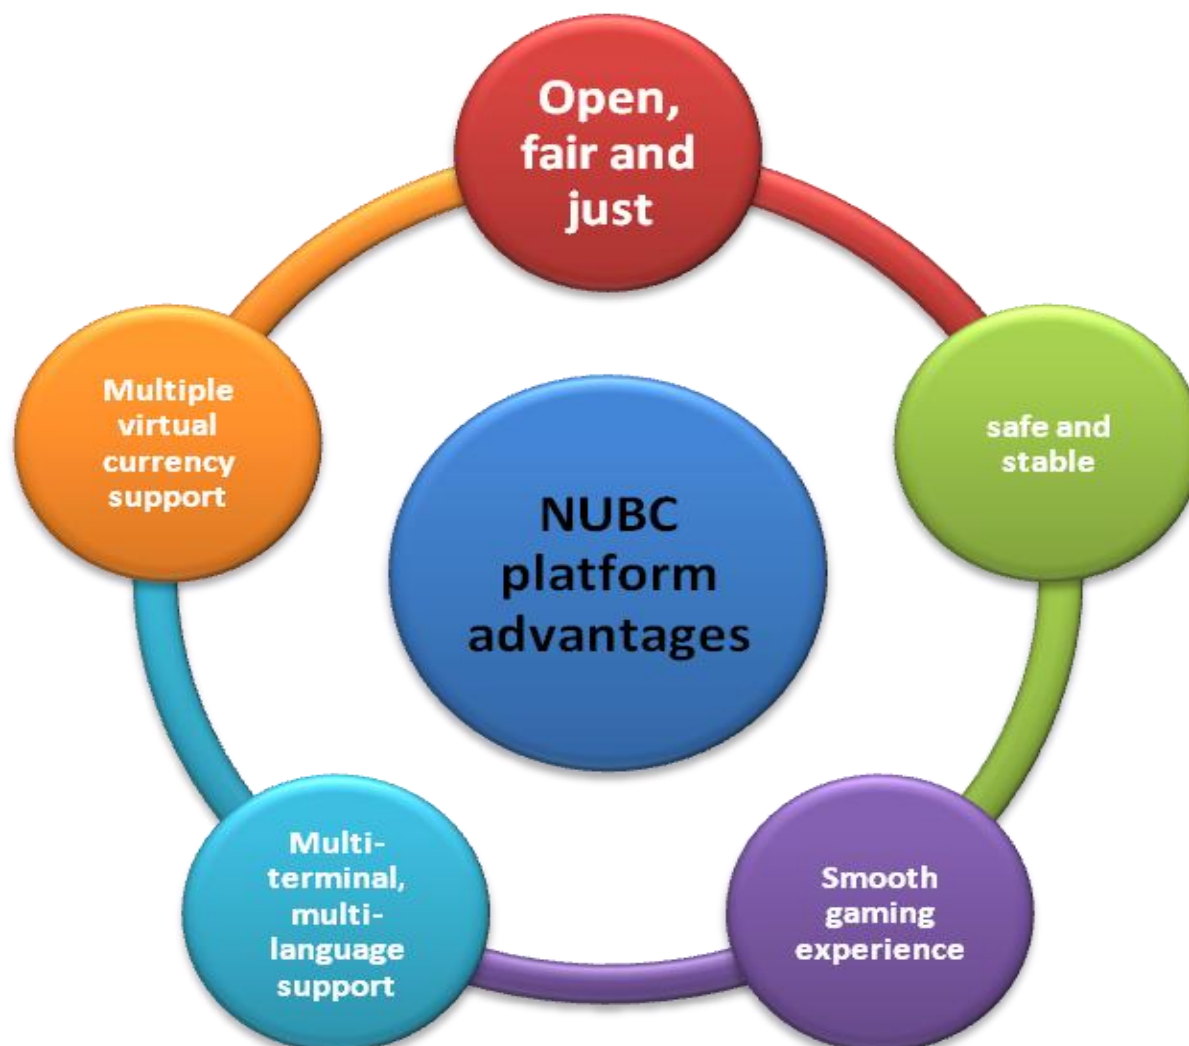 Open,
fair and
just
safe and
stable
Smooth
gaming
experience
Multi-
terminal,
multi-
language
support
Multiple
virtual
currency
support
NUBC
platform
advantages